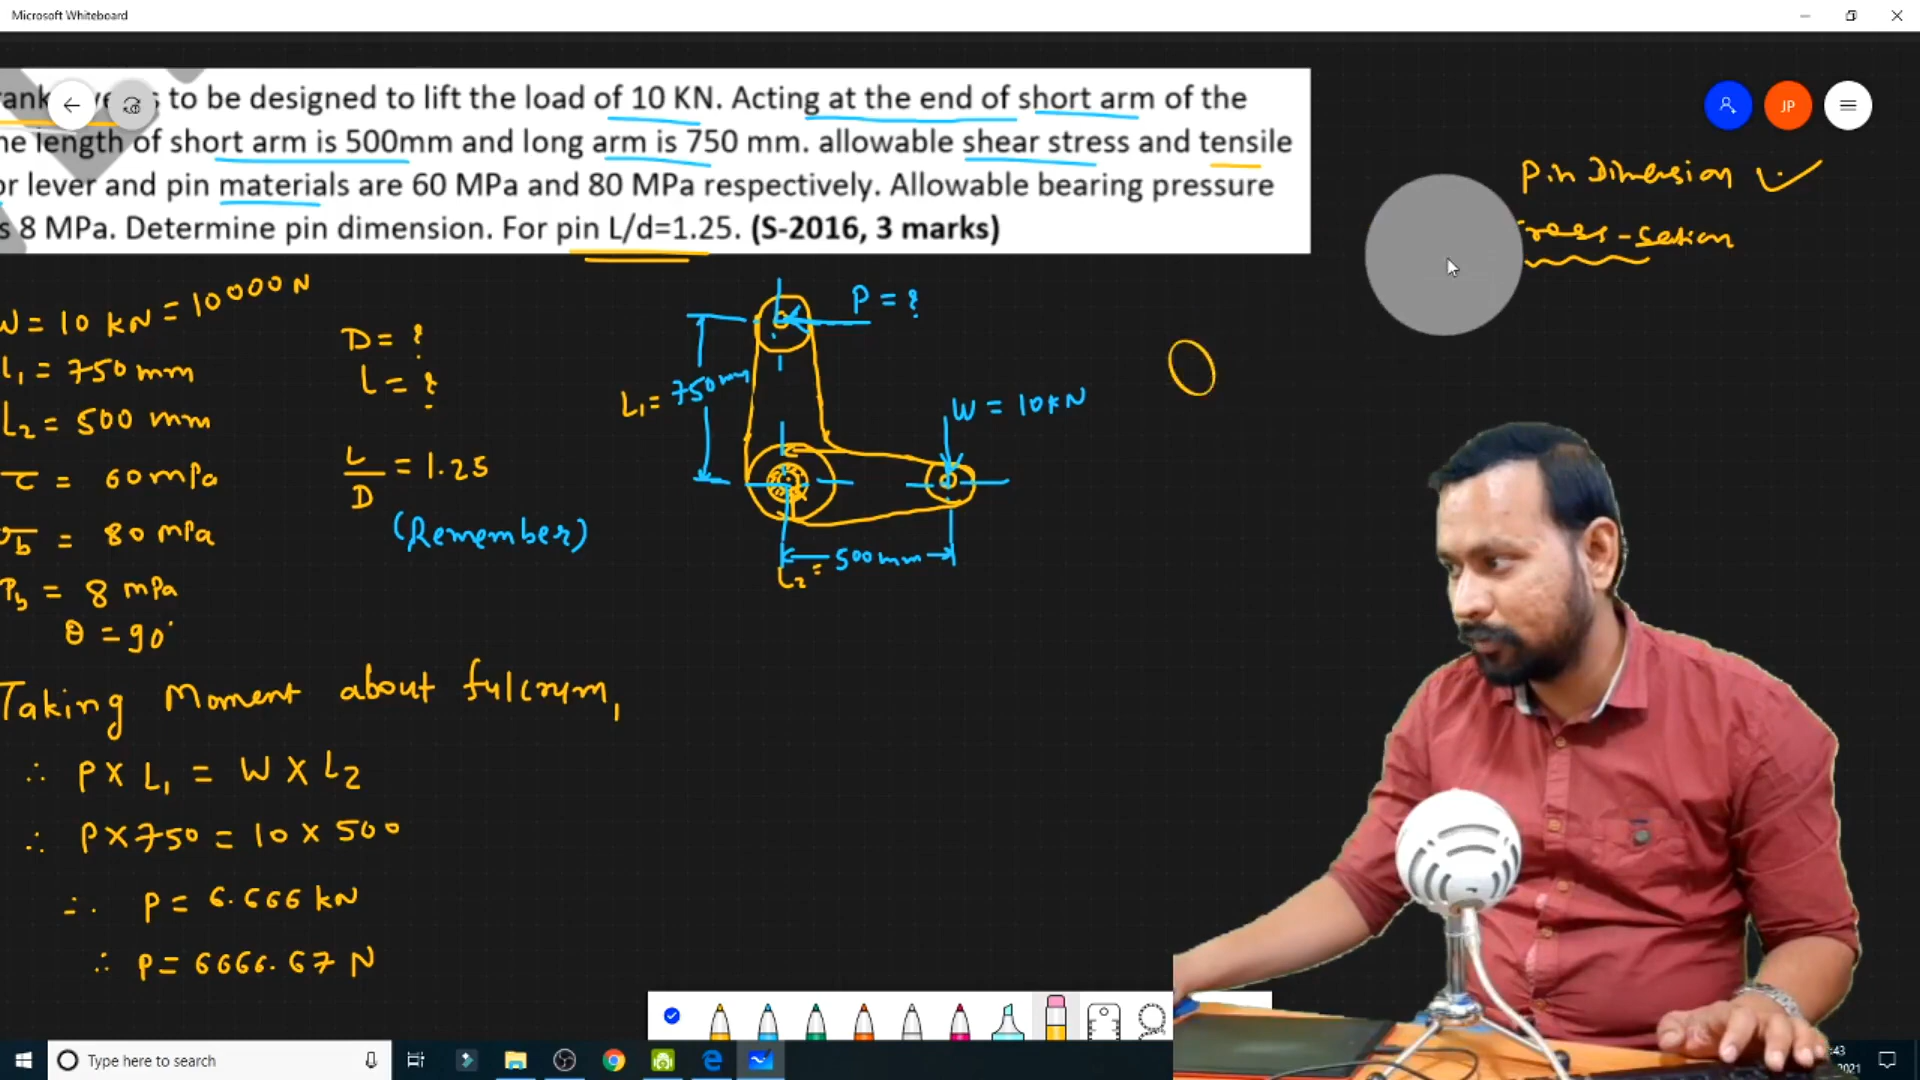 Microsoft Whiteboard
to be designed to lift the load of 10 KN. Acting at the end of short arm of the
length of short arm is 500mm and long arm is 750 mm. allowable shear stress and tensile
lever and pin materials are 60 MPa and 80 MPa respectively. Allowable bearing pressure
8 MPa. Determine pin dimension. For pin L/d=1.25. (S-2016, 3 marks)
JP
Pin Dimension ✓
Cross-section
W = 10 kN = 10000 N
L1 = 750 mm
L2 = 500 mm
τ = 60 mPa
σb = 80 mPa
Pb = 8 mPa
θ = 90°
D = ?
l = ?
L/D = 1.25
(Remember)
P = ?
L1 = 750 mm
W = 10 kN
L2 = 500 mm
Taking Moment about fulcrum,
∴ P X L1 = W X L2
∴ P X 750 = 10 X 500
∴ P = 6.666 kN
∴ P = 6666.67 N
Type here to search
:43
2021